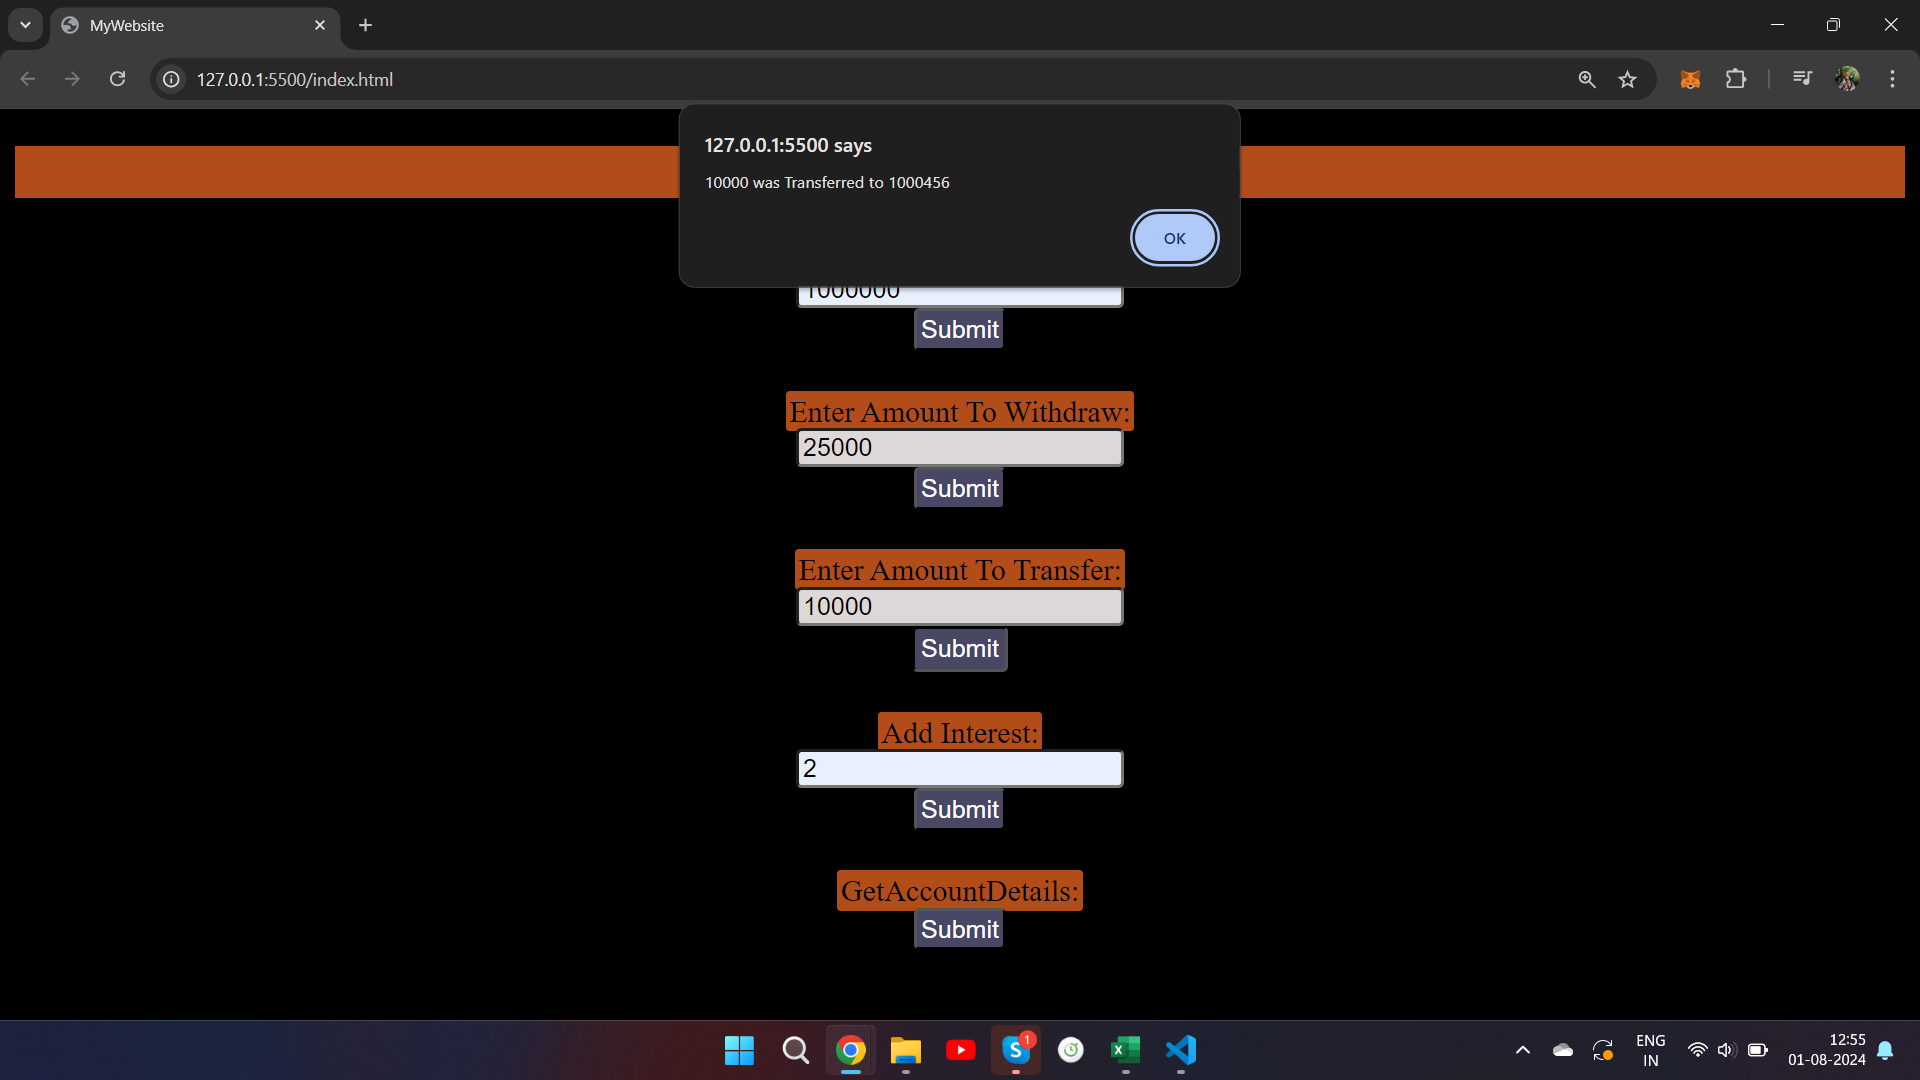 MyWebsite
127.0.0.1:5500/index.html
127.0.0.1:5500 says
10000 was Transferred to 1000456
OK
1000000
Submit
Enter Amount To Withdraw:
25000
Submit
Enter Amount To Transfer:
10000
Submit
Add Interest:
2
Submit
GetAccountDetails:
Submit
S
1
X
ENG
IN
12:55
01-08-2024